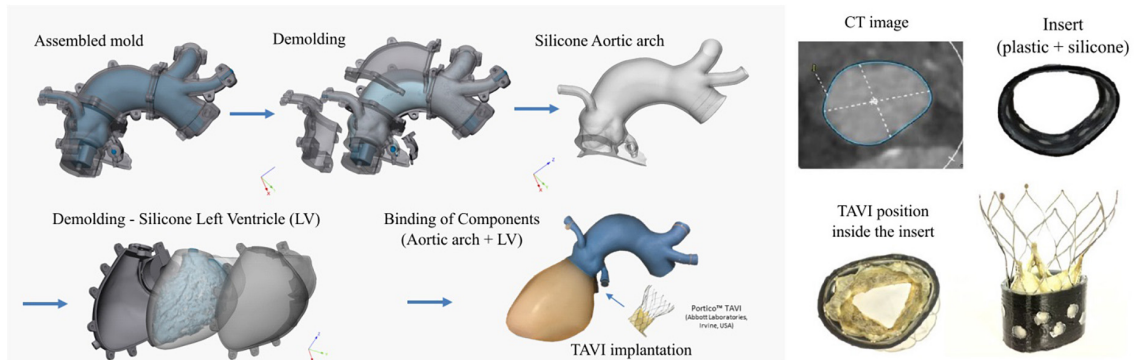 Assembled mold
Demolding
Silicone Aortic arch
Demolding - Silicone Left Ventricle (LV)
Binding of Components
(Aortic arch + LV)
Portico™ TAVI
(Abbott Laboratories,
Irvine, USA)
TAVI implantation
CT image
Insert
(plastic + silicone)
TAVI position
inside the insert